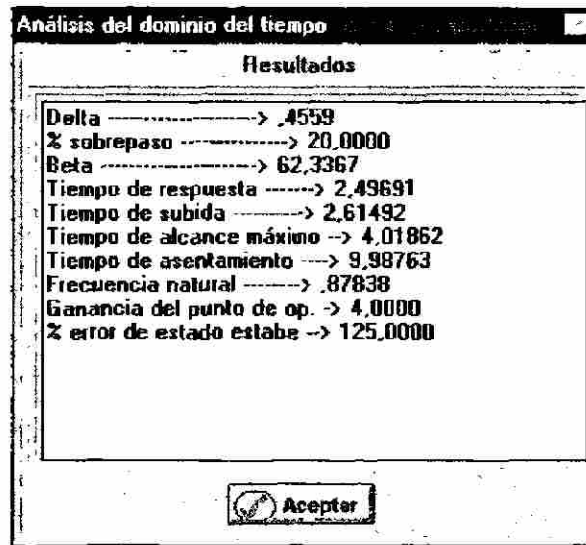 Análisis del dominio del tiempo
Resultados
Delta -------------------> ,4559
% sobrepaso ------------> 20,0000
Beta --------------------> 62,3367
Tiempo de respuesta -------> 2,49691
Tiempo de subida ---------> 2,61492
Tiempo de alcance máximo --> 4,01862
Tiempo de asentamiento ----> 9,98763
Frecuencia natural -------> ,87838
Ganancia del punto de op. -> 4,0000
% error de estado estabe --> 125,0000
Aceptar